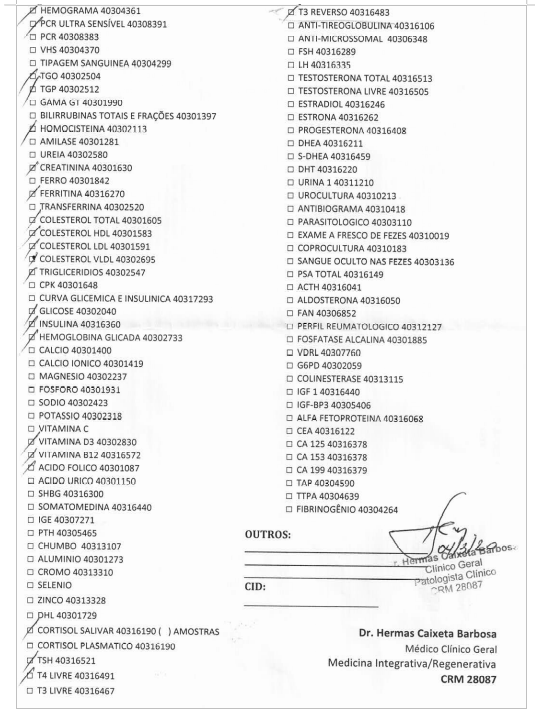 HEMOGRAMA 40304361
PCR ULTRA SENSÍVEL 40308391
PCR 40308383
VHS 40304370
TIPAGEM SANGUINEA 40304299
TGO 40302504
TGP 40302512
GAMA GT 40301990
BILIRRUBINAS TOTAIS E FRAÇÕES 40301397
HOMOCISTEINA 40302113
AMILASE 40301281
UREIA 40302580
CREATININA 40301630
FERRO 40301842
FERRITINA 40316270
TRANSFERRINA 40302520
COLESTEROL TOTAL 40301605
COLESTEROL HDL 40301583
COLESTEROL LDL 40301591
COLESTEROL VLDL 40302695
TRIGLICERIDIOS 40302547
CPK 40301648
CURVA GLICEMICA E INSULINICA 40317293
GLICOSE 40302040
INSULINA 40316360
HEMOGLOBINA GLICADA 40302733
CALCIO 40301400
CALCIO IONICO 40301419
MAGNESIO 40302237
FOSFORO 40301931
SODIO 40302423
POTASSIO 40302318
VITAMINA C
VITAMINA D3 40302830
VITAMINA B12 40316572
ACIDO FOLICO 40301087
ACIDO URICO 40301150
SHBG 40316300
SOMATOMEDINA 40316440
IGE 40307271
PTH 40305465
CHUMBO  40313107
ALUMINIO 40301273
CROMO 40313310
SELENIO
ZINCO 40313328
DHL 40301729
CORTISOL SALIVAR 40316190 (  ) AMOSTRAS
CORTISOL PLASMATICO 40316190
TSH 40316521
T4 LIVRE 40316491
T3 LIVRE 40316467
T3 REVERSO 40316483
ANTI-TIREOGLOBULINA 40316106
ANTI-MICROSSOMAL  40306348
FSH 40316289
LH 40316335
TESTOSTERONA TOTAL 40316513
TESTOSTERONA LIVRE 40316505
ESTRADIOL 40316246
ESTRONA 40316262
PROGESTERONA 40316408
DHEA 40316211
S-DHEA 40316459
DHT 40316220
URINA 1 40311210
UROCULTURA 40310213
ANTIBIOGRAMA 40310418
PARASITOLOGICO 40303110
EXAME A FRESCO DE FEZES 40310019
COPROCULTURA 40310183
SANGUE OCULTO NAS FEZES 40303136
PSA TOTAL 40316149
ACTH 40316041
ALDOSTERONA 40316050
FAN 40306852
PERFIL REUMATOLOGICO 40312127
FOSFATASE ALCALINA 40301885
VDRL 40307760
G6PD 40302059
COLINESTERASE 40313115
IGF 1 40316440
IGF-BP3 40305406
ALFA FETOPROTEINA 40316068
CEA 40316122
CA 125 40316378
CA 153 40316378
CA 199 40316379
TAP 40304590
TTPA 40304639
FIBRINOGÊNIO 40304264
OUTROS:
r. Hermas Caixeta Barbosa
Clínico Geral
Patologista Clínico
CRM 28087
CID:
Dr. Hermas Caixeta Barbosa
Médico Clínico Geral
Medicina Integrativa/Regenerativa
CRM 28087